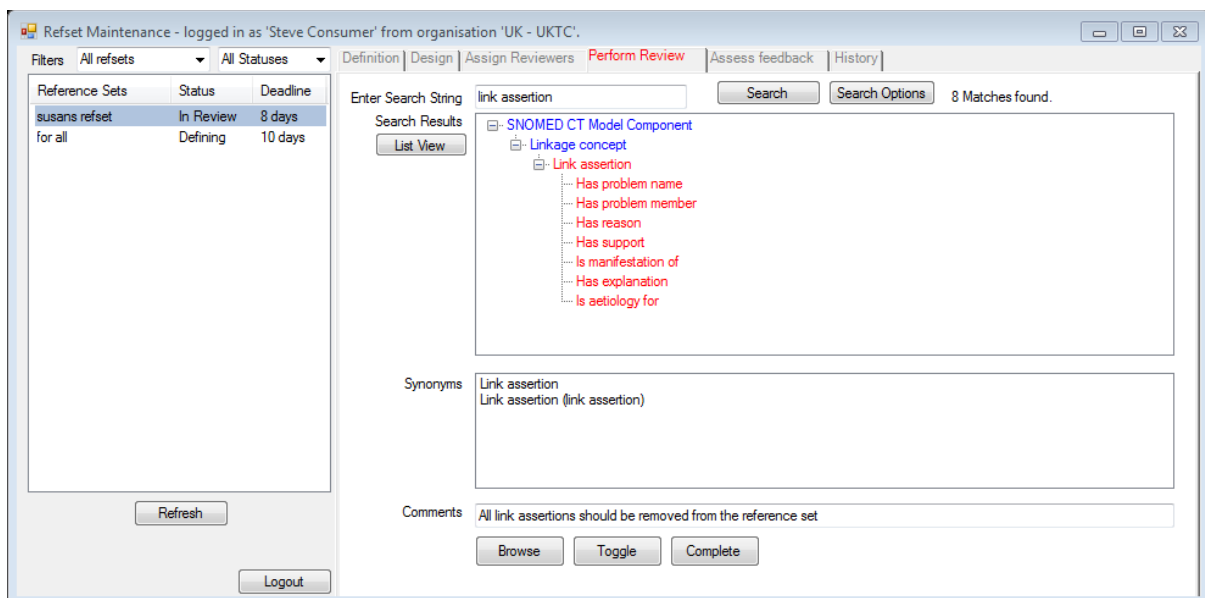 Refset Maintenance - logged in as 'Steve Consumer' from organisation 'UK - UKTC'.
Filters All refsets All Statuses
Definition Design Assign Reviewers Perform Review Assess feedback History
Reference Sets Status Deadline
susans refset In Review 8 days
for all Defining 10 days
Refresh
Logout
Enter Search String link assertion Search Search Options 8 Matches found.
Search Results
List View
SNOMED CT Model Component
Linkage concept
Link assertion
Has problem name
Has problem member
Has reason
Has support
Is manifestation of
Has explanation
Is aetiology for
Synonyms Link assertion
Link assertion (link assertion)
Comments All link assertions should be removed from the reference set
Browse Toggle Complete